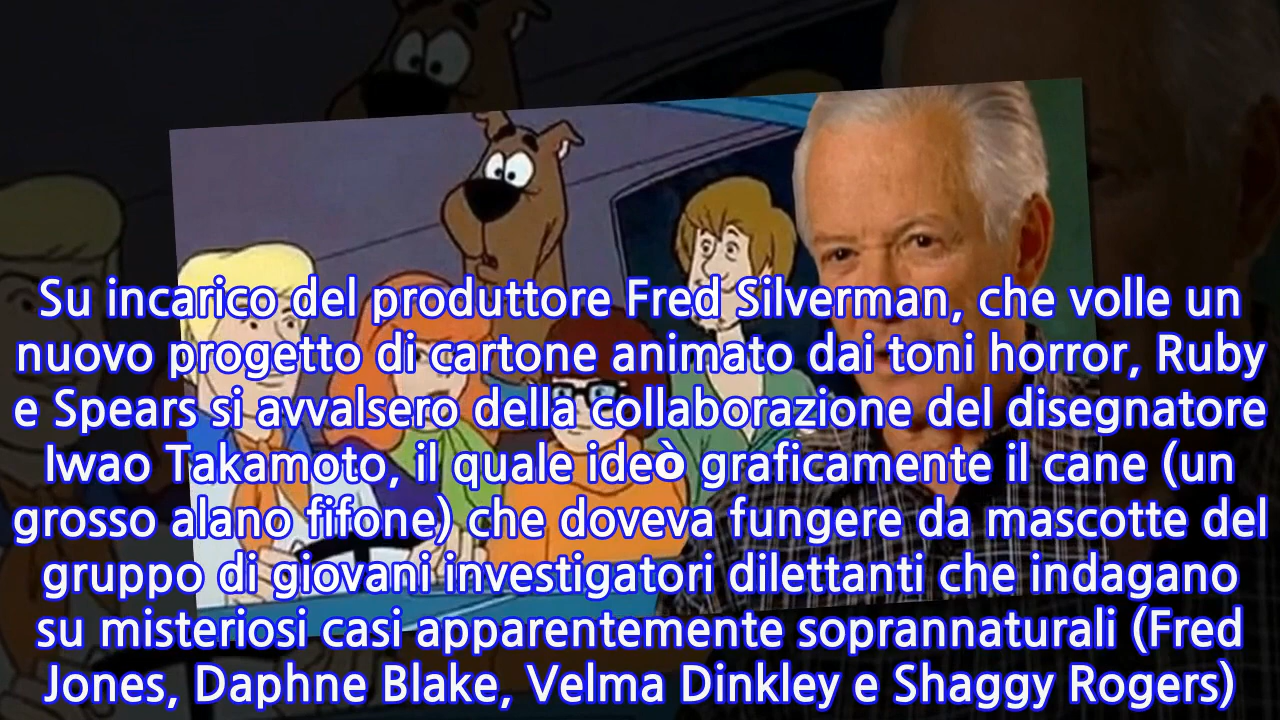 Su incarico del produttore Fred Silverman, che volle un
nuovo progetto di cartone animato dai toni horror, Ruby
e Spears si avvalsero della collaborazione del disegnatore
Iwao Takamoto, il quale ideò graficamente il cane (un
grosso alano fifone) che doveva fungere da mascotte del
gruppo di giovani investigatori dilettanti che indagano
su misteriosi casi apparentemente soprannaturali (Fred
Jones, Daphne Blake, Velma Dinkley e Shaggy Rogers)